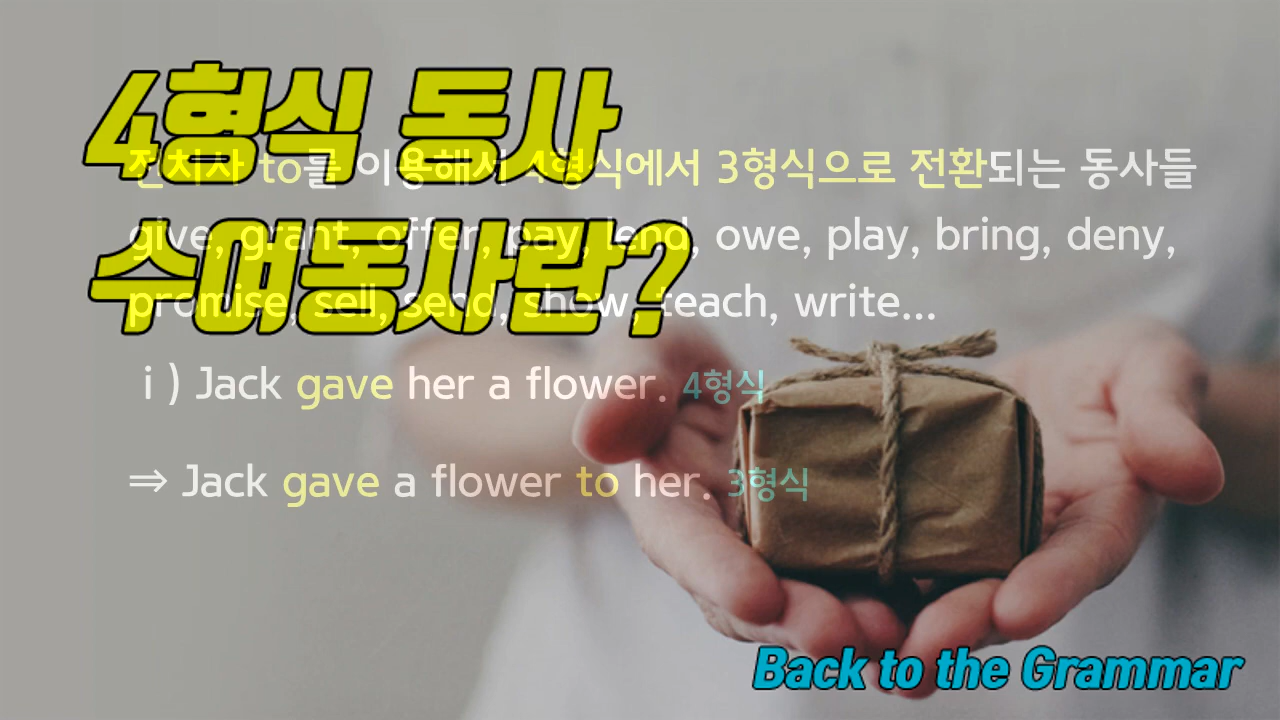 4형식 동사
전치사 to를 이용해서 4형식에서 3형식으로 전환되는 동사들
수여동사란?
give, grant, offer, pay, lend, owe, play, bring, deny,
promise, sell, send, show, teach, write...
ⅰ) Jack gave her a flower. 4형식
⇒ Jack gave a flower to her. 3형식
Back to the Grammar